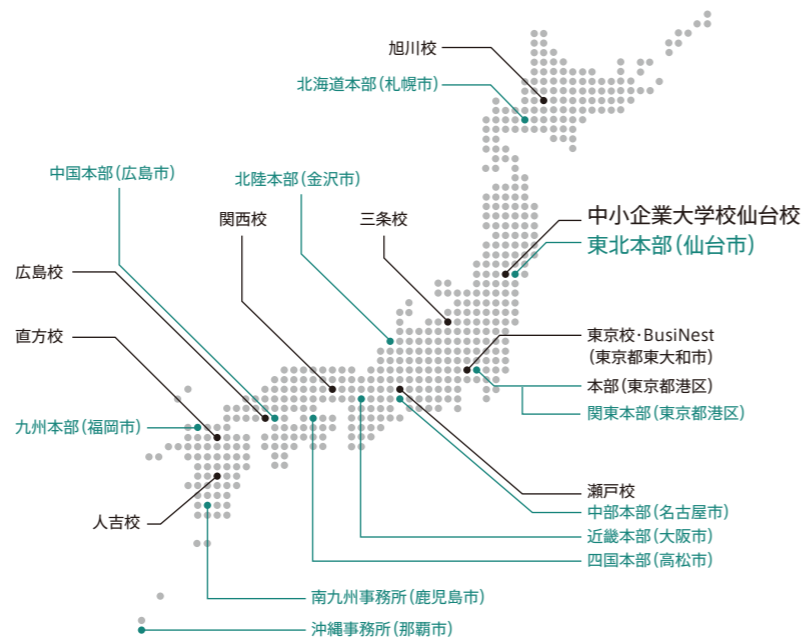 旭川校
北海道本部(札幌市)
中国本部(広島市)
北陸本部(金沢市)
関西校
三条校
中小企業大学校仙台校
東北本部(仙台市)
広島校
直方校
東京校・BusiNest
(東京都東大和市)
本部(東京都港区)
関東本部(東京都港区)
九州本部(福岡市)
瀬戸校
中部本部(名古屋市)
人吉校
近畿本部(大阪市)
四国本部(高松市)
南九州事務所(鹿児島市)
沖縄事務所(那覇市)